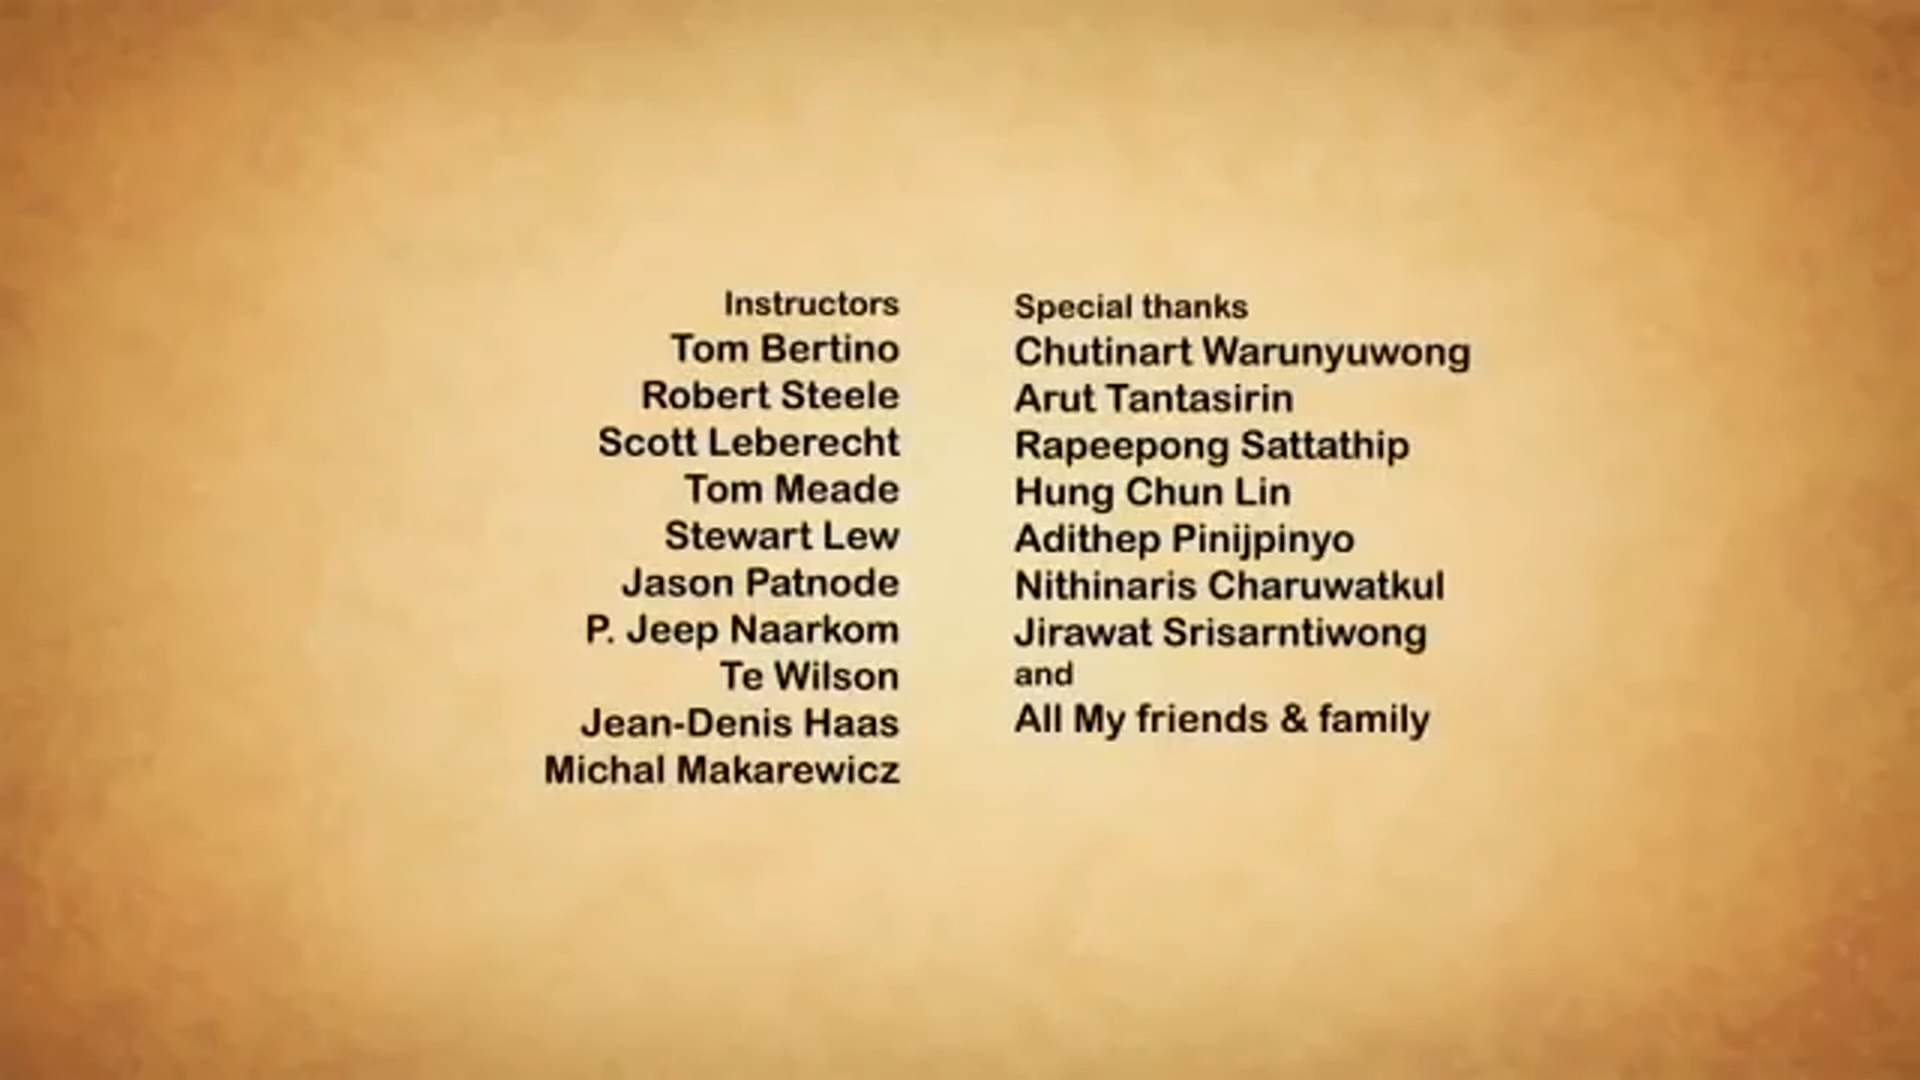 Instructors
Tom Bertino
Robert Steele
Scott Leberecht
Tom Meade
Stewart Lew
Jason Patnode
P. Jeep Naarkom
Te Wilson
Jean-Denis Haas
Michal Makarewicz
Special thanks
Chutinart Warunyuwong
Arut Tantasirin
Rapeepong Sattathip
Hung Chun Lin
Adithep Pinijpinyo
Nithinaris Charuwatkul
Jirawat Srisarntiwong
and
All My friends & family